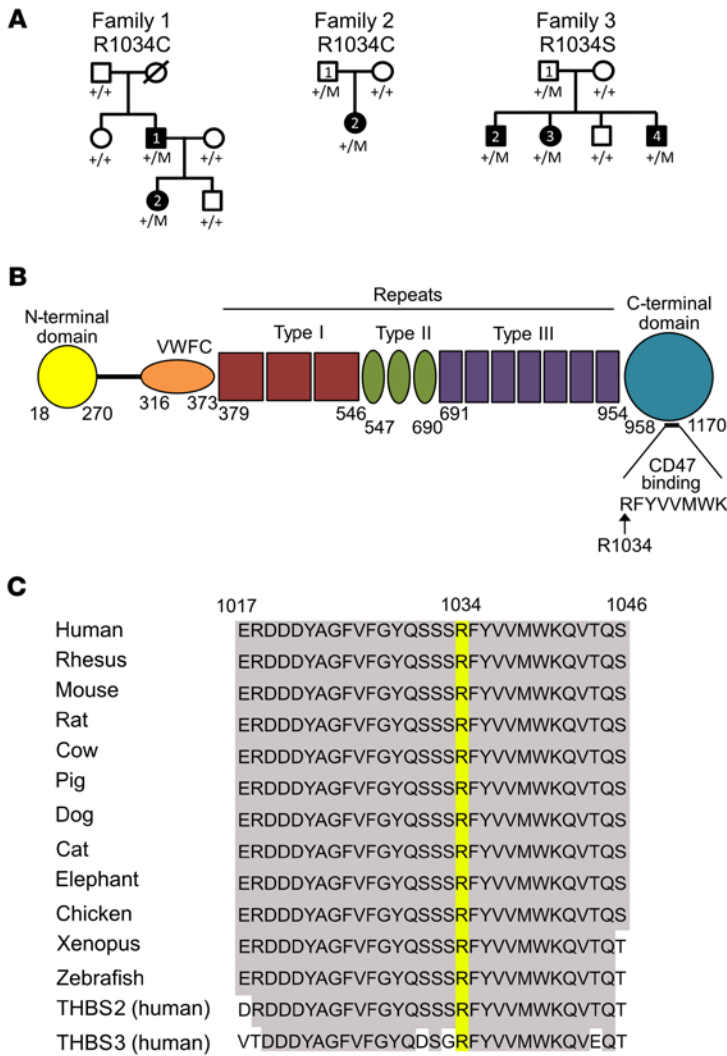 A
Family 1 Family 2 Family 3
R1034C R1034C R1034S
1 1
+/+ +/+ +/M +/+ +/M +/+
1 2 2 3 4
+/+ +/M +/+ +/M +/M +/M +/+ +/M
2
+/M +/+
B
Repeats
N-terminal domain
C-terminal domain
VWFC Type I Type II Type III
18 270 316 373 379 546 547 690 691 954 958 1170
CD47 binding
RFYVVMWK
R1034
C
1017 1034 1046
Human ERDDDYAGFVFGYQSSSRFYVVMWKQVTQS
Rhesus ERDDDYAGFVFGYQSSSRFYVVMWKQVTQS
Mouse ERDDDYAGFVFGYQSSSRFYVVMWKQVTQS
Rat ERDDDYAGFVFGYQSSSRFYVVMWKQVTQS
Cow ERDDDYAGFVFGYQSSSRFYVVMWKQVTQS
Pig ERDDDYAGFVFGYQSSSRFYVVMWKQVTQS
Dog ERDDDYAGFVFGYQSSSRFYVVMWKQVTQS
Cat ERDDDYAGFVFGYQSSSRFYVVMWKQVTQS
Elephant ERDDDYAGFVFGYQSSSRFYVVMWKQVTQS
Chicken ERDDDYAGFVFGYQSSSRFYVVMWKQVTQS
Xenopus ERDDDYAGFVFGYQSSSRFYVVMWKQVTQT
Zebrafish ERDDDYAGFVFGYQSSSRFYVVMWKQVTQT
THBS2 (human) DRDDDYAGFVFGYQSSSRFYVVMWKQVTQT
THBS3 (human) VTDDDYAGFVFGYQDSGRFYVVMWKQVEQT